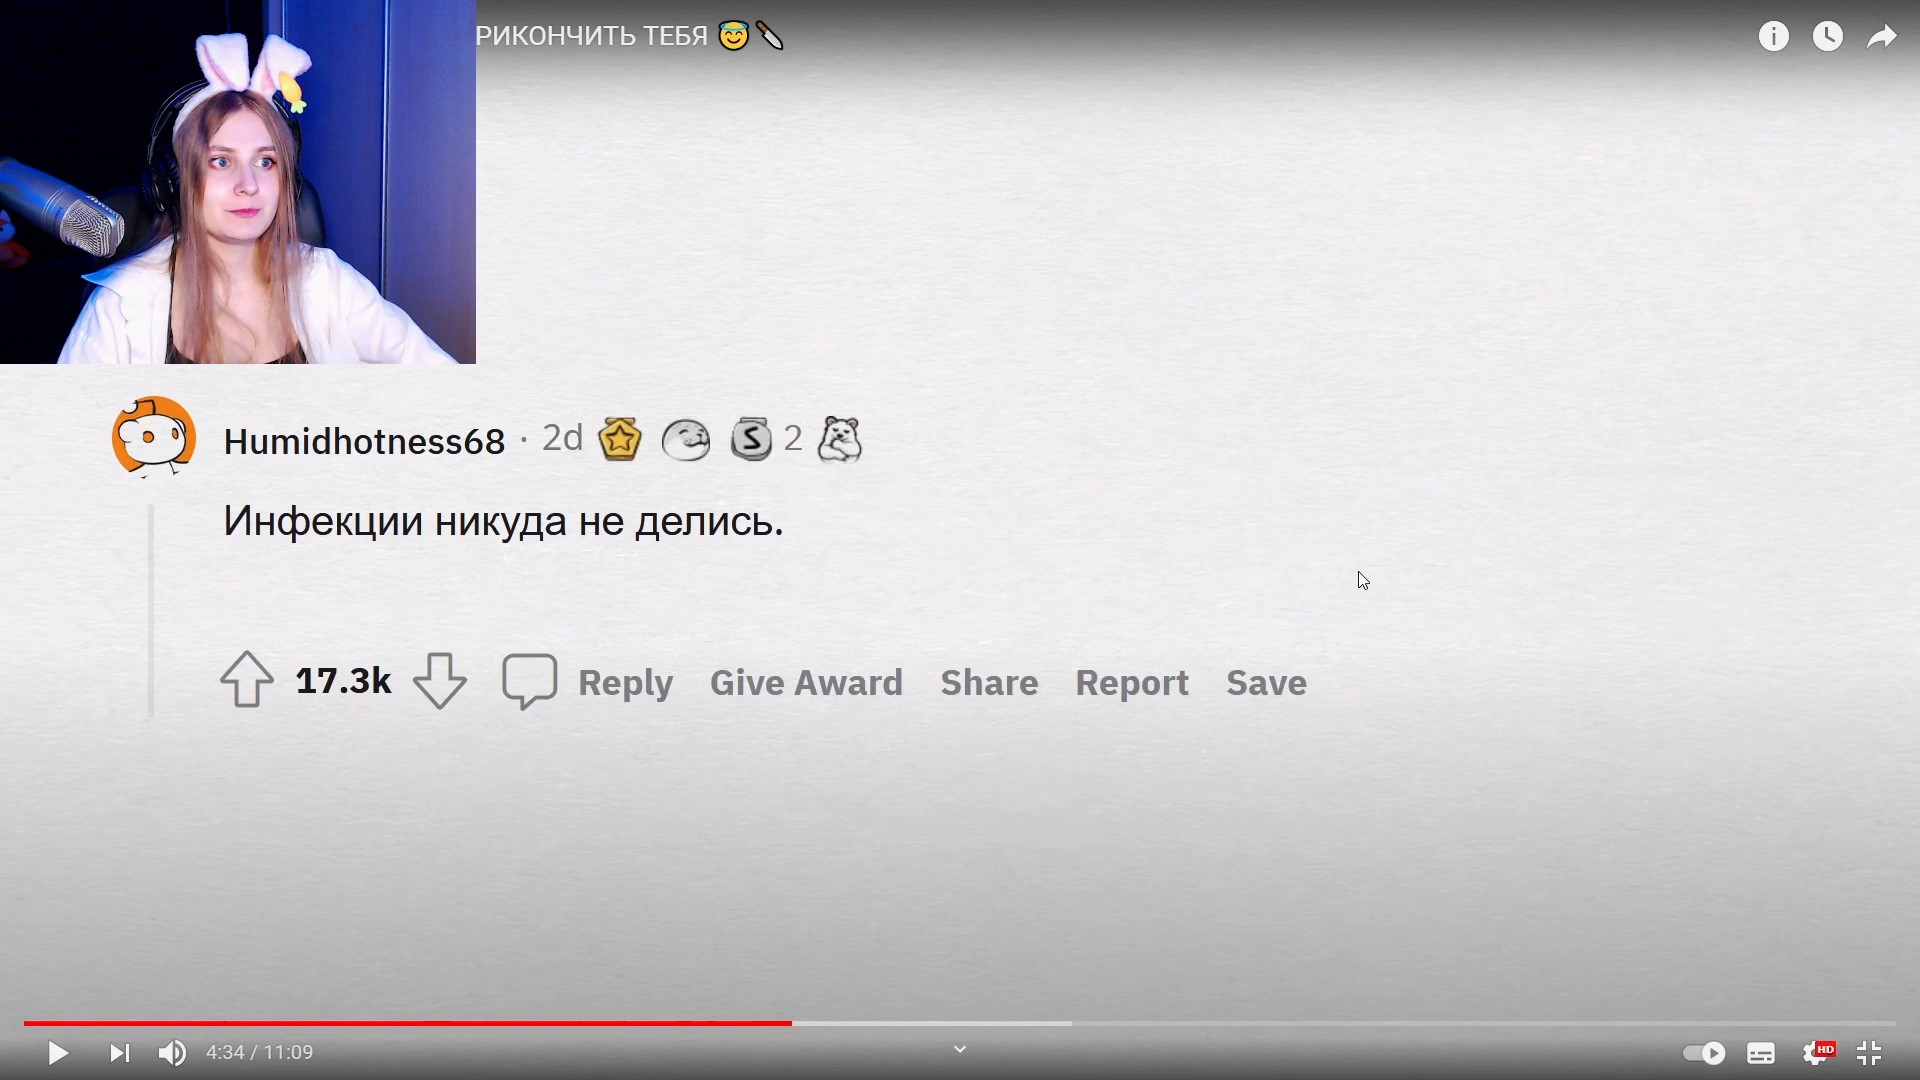 РИКОНЧИТЬ ТЕБЯ
Humidhotness68 · 2d 2
Инфекции никуда не делись.
17.3k Reply Give Award Share Report Save
4:34 / 11:09 HD